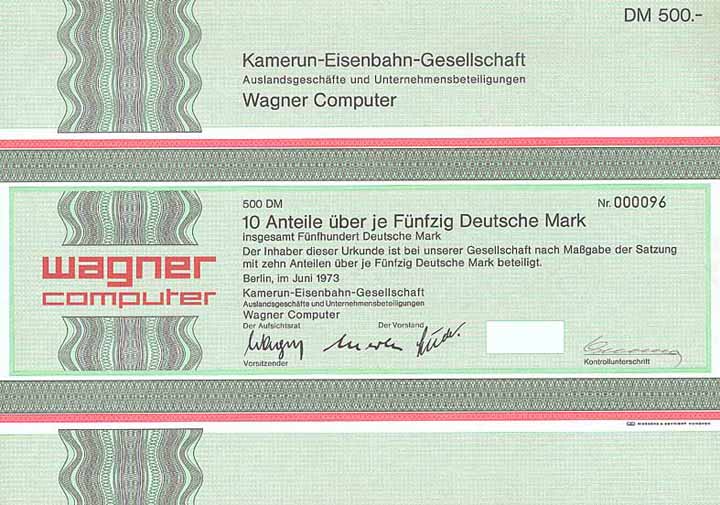 DM 500.-
Kamerun-Eisenbahn-Gesellschaft
Auslandsgeschäfte und Unternehmensbeteiligungen
Wagner Computer
500 DM
Nr. 000096
10 Anteile über je Fünfzig Deutsche Mark
insgesamt Fünfhundert Deutsche Mark
Der Inhaber dieser Urkunde ist bei unserer Gesellschaft nach Maßgabe der Satzung
mit zehn Anteilen über je Fünfzig Deutsche Mark beteiligt.
Berlin, im Juni 1973
wagner
computer
Kamerun-Eisenbahn-Gesellschaft
Auslandsgeschäfte und Unternehmensbeteiligungen
Wagner Computer
Der Aufsichtsrat
Der Vorstand
Vorsitzender
Kontrollunterschrift